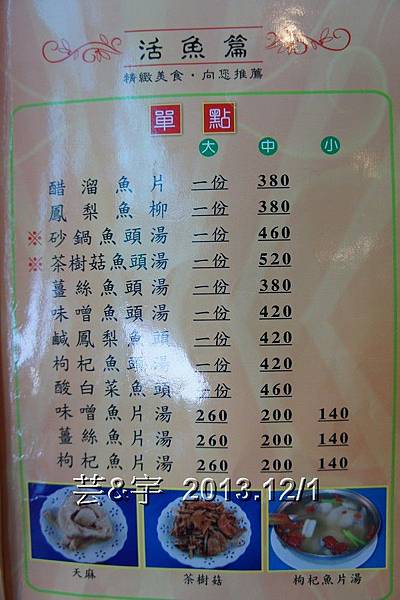 活魚篇
精緻美食·向您推薦
單 點
大 中 小
醋溜魚片 一份 380
鳳梨魚柳 一份 380
※砂鍋魚頭湯 一份 460
※茶樹菇魚頭湯 一份 520
薑絲魚頭湯 一份 380
味噌魚頭湯 一份 420
鹹鳳梨魚頭 一份 420
枸杞魚頭湯 一份 420
酸白菜魚頭 一份 460
味噌魚片湯 260 200 140
薑絲魚片湯 260 200 140
枸杞魚片湯 260 200 140
芸&宇 2013.12/1
天麻 茶樹菇 枸杞魚片湯